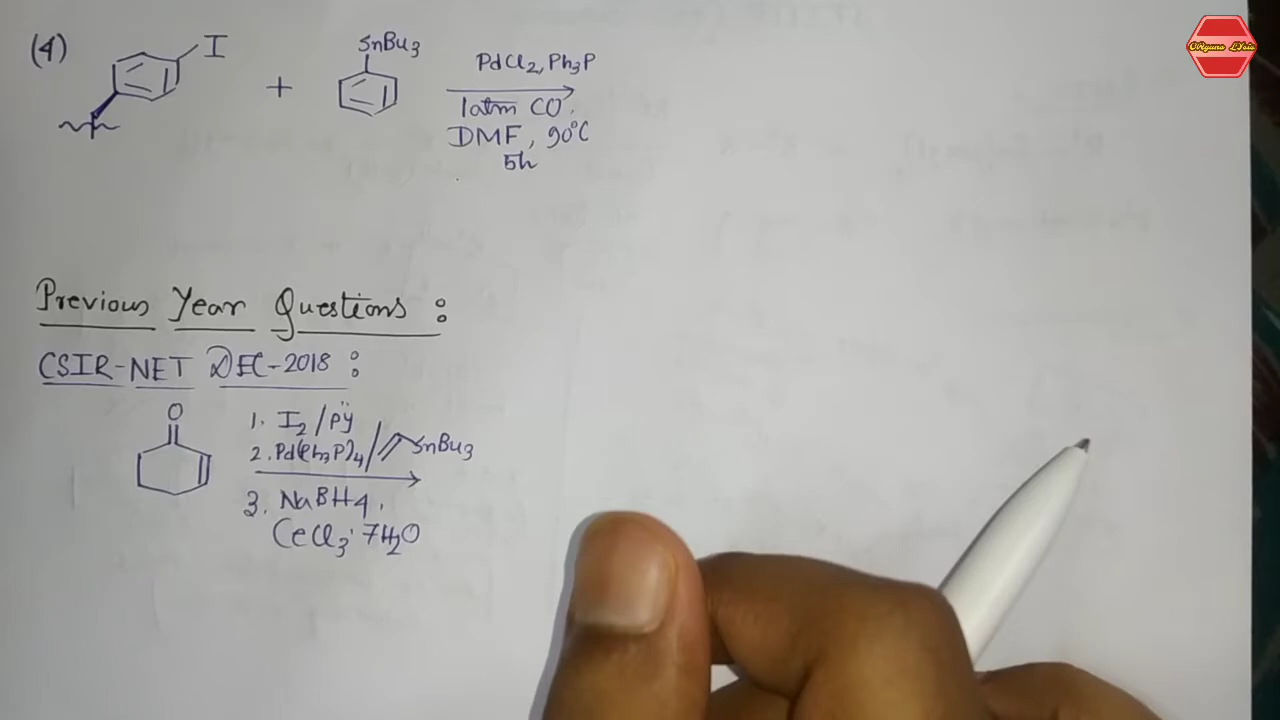 (4)
I
+
SnBu3
PdCl2, Ph3P
1atm CO.
DMF, 90°C
5h
Previous Year Questions :
CSIR-NET DEC-2018 :
O
1. I2/Py
2. Pd(Ph3P)4/ SnBu3
3. NaBH4,
CeCl3·7H2O